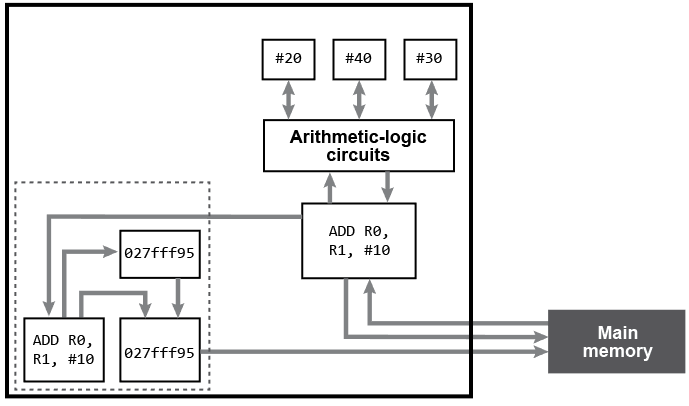 #20
#40
#30
Arithmetic-logic
circuits
ADD R0,
R1, #10
027fff95
ADD R0,
R1, #10
027fff95
Main
memory